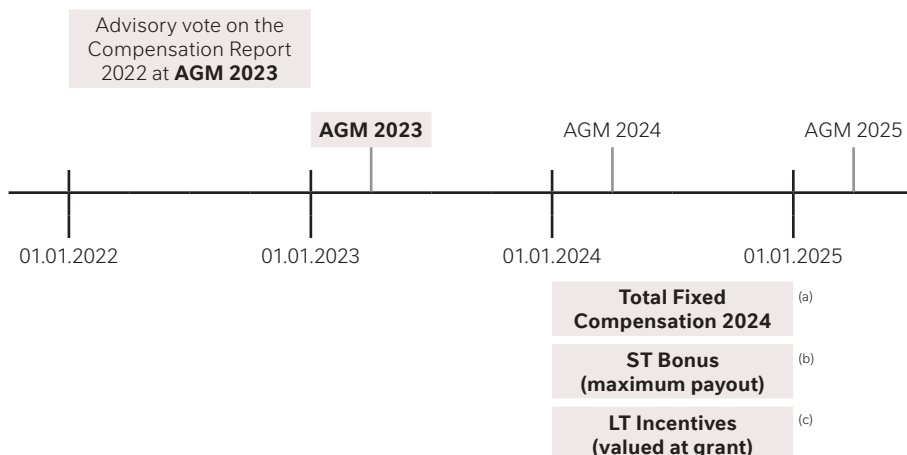 Advisory vote on the
Compensation Report
2022 at AGM 2023
AGM 2023
AGM 2024
AGM 2025
01.01.2022
01.01.2023
01.01.2024
01.01.2025
Total Fixed
Compensation 2024
(a)
ST Bonus
(maximum payout)
(b)
LT Incentives
(valued at grant)
(c)